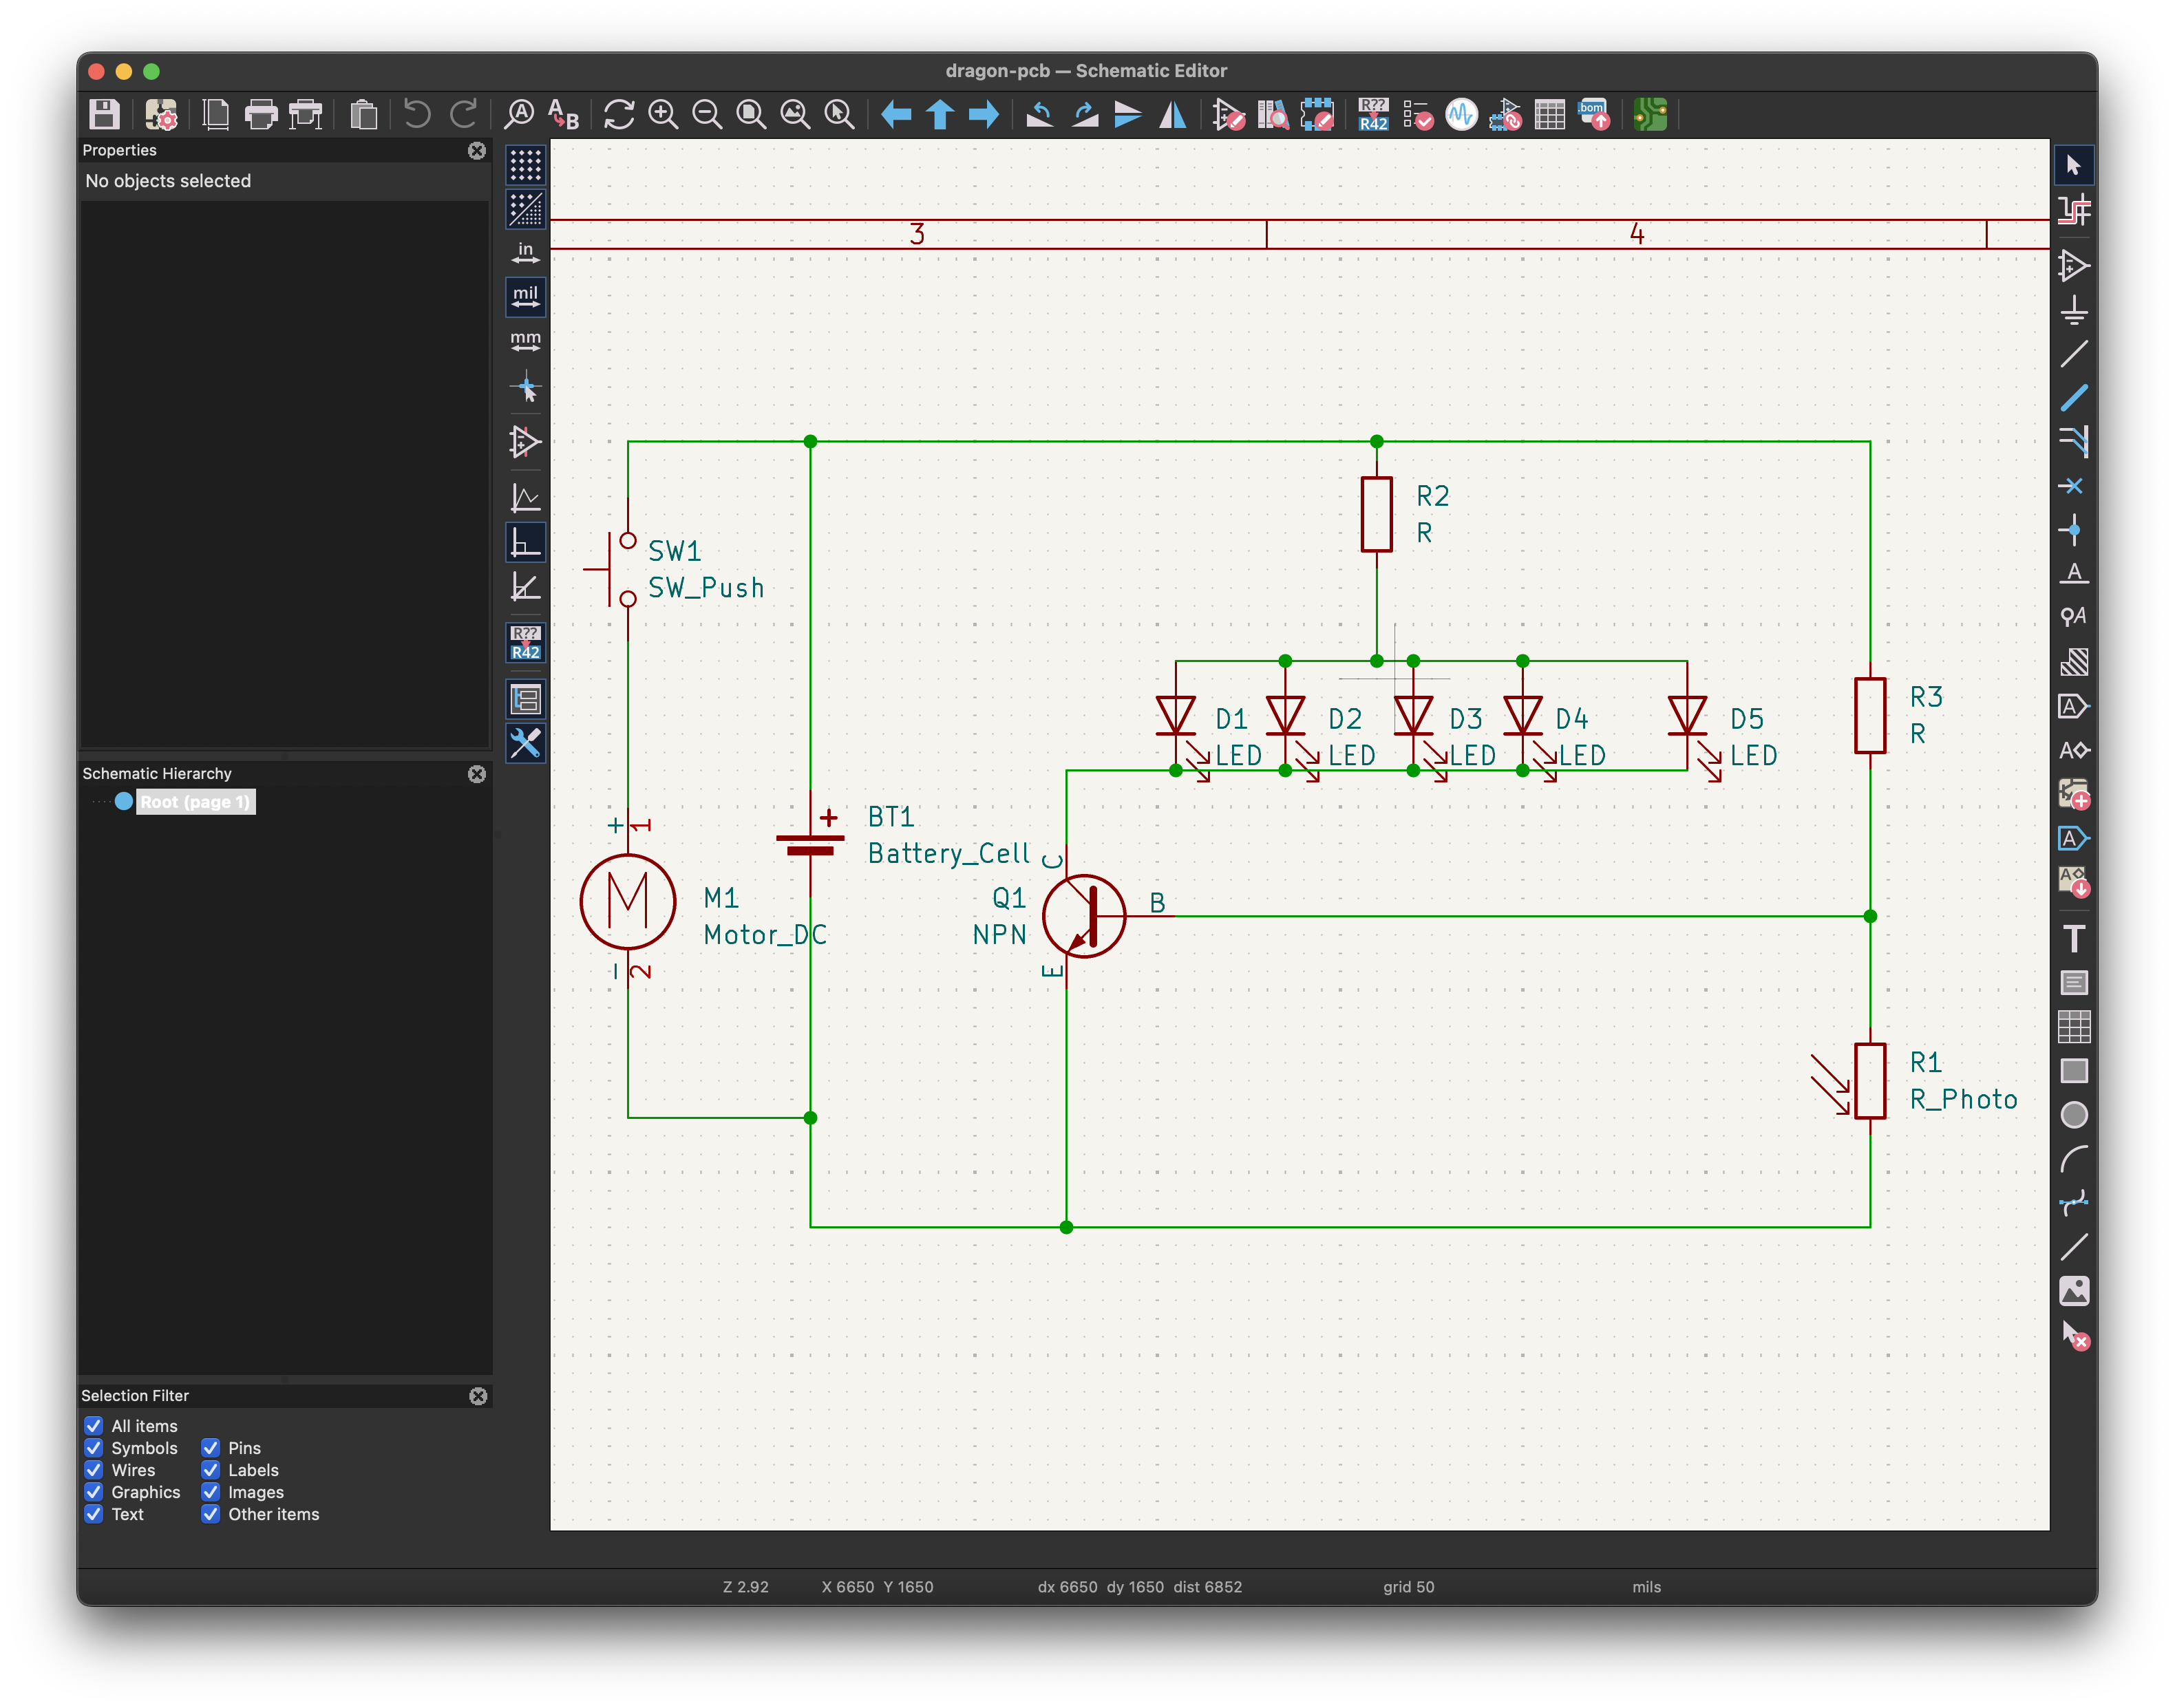 dragon-pcb — Schematic Editor
A
A B
R??
R42
bom
Properties
No objects selected
in
mil
mm
R??
R42
3
4
SW1
SW_Push
R2
R
D1
LED
D2
LED
D3
LED
D4
LED
D5
LED
R3
R
+
1
M
M1
Motor_DC
2
+
BT1
Battery_Cell
C
Q1
NPN
B
E
R1
R_Photo
A
A
A
A
A
A
T
Schematic Hierarchy
Root (page 1)
Selection Filter
All items
Symbols Pins
Wires Labels
Graphics Images
Text Other items
Z 2.92 X 6650 Y 1650 dx 6650 dy 1650 dist 6852 grid 50 mils